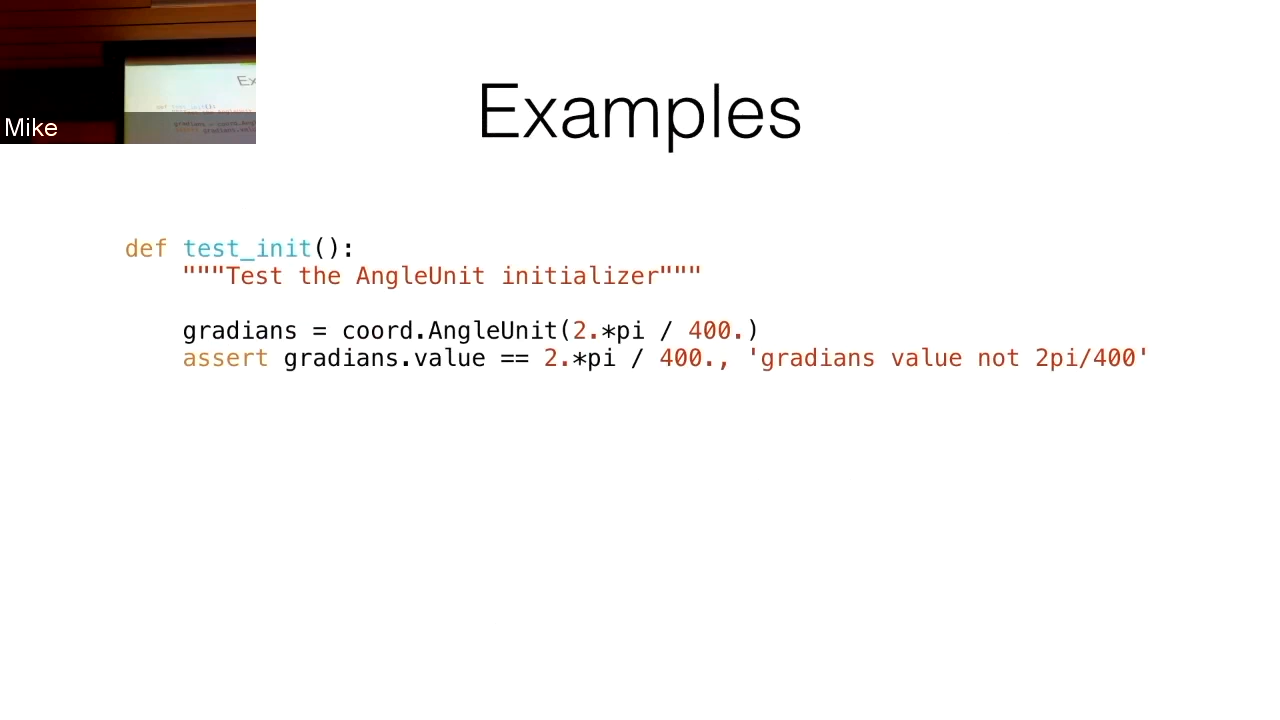 Mike
Examples
def test_init():
"""Test the AngleUnit initializer"""
gradians = coord.AngleUnit(2.*pi / 400.)
assert gradians.value == 2.*pi / 400., 'gradians value not 2pi/400'